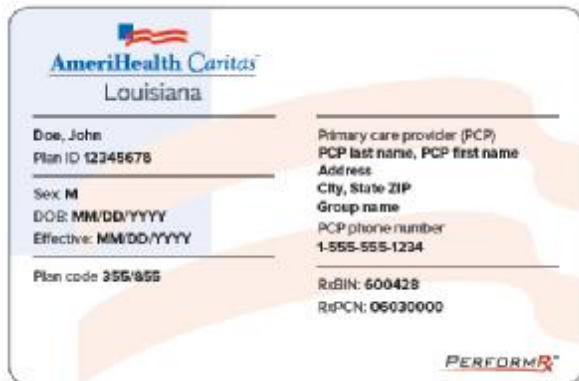 AmeriHealth Caritas
Louisiana
Doe, John
Plan ID 12345678
Sex: M
DOB: MM/DD/YYYY
Effective: MM/DD/YYYY
Plan code 355/855
Primary care provider (PCP)
PCP last name, PCP first name
Address
City, State ZIP
Group name
PCP phone number
1-555-555-1234
RxBIN: 600428
RxPCN: 06030000
PERFORMRx